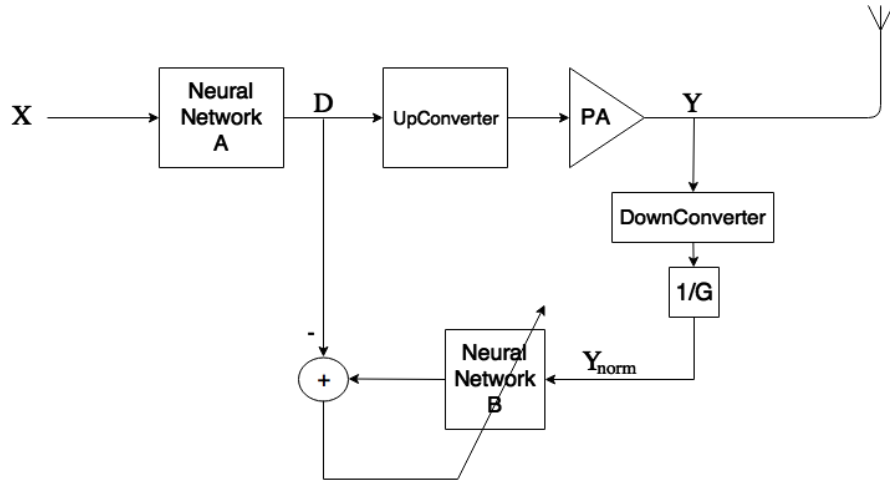 X
Neural
Network
A
D
UpConverter
PA
Y
DownConverter
1/G
Ynorm
Neural
Network
B
-
+